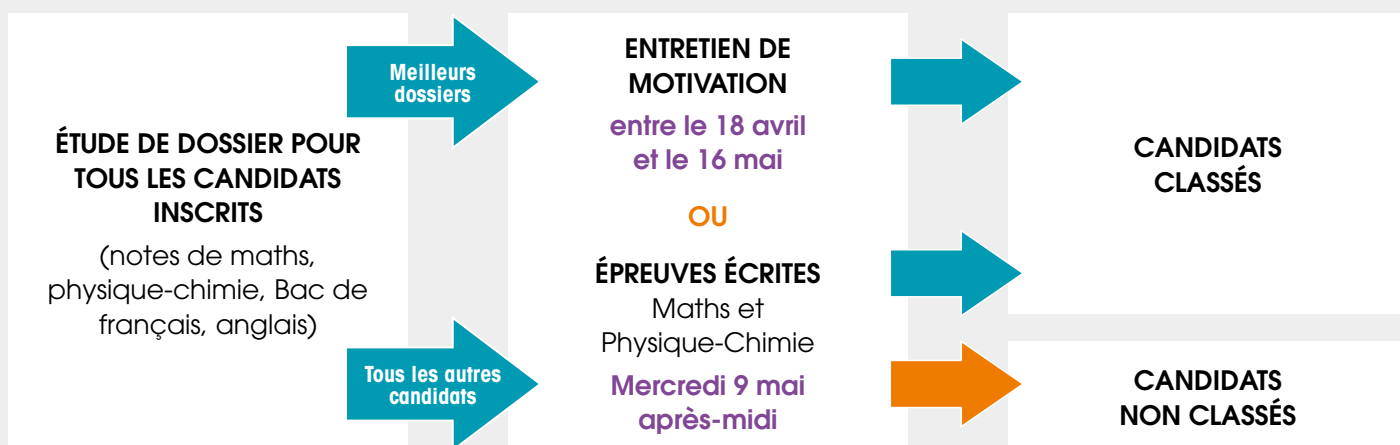 ÉTUDE DE DOSSIER POUR
TOUS LES CANDIDATS
INSCRITS
(notes de maths,
physique-chimie, Bac de
français, anglais)
Meilleurs
dossiers
Tous les autres
candidats
ENTRETIEN DE
MOTIVATION
entre le 18 avril
et le 16 mai
OU
ÉPREUVES ÉCRITES
Maths et
Physique-Chimie
Mercredi 9 mai
après-midi
CANDIDATS
CLASSÉS
CANDIDATS
NON CLASSÉS